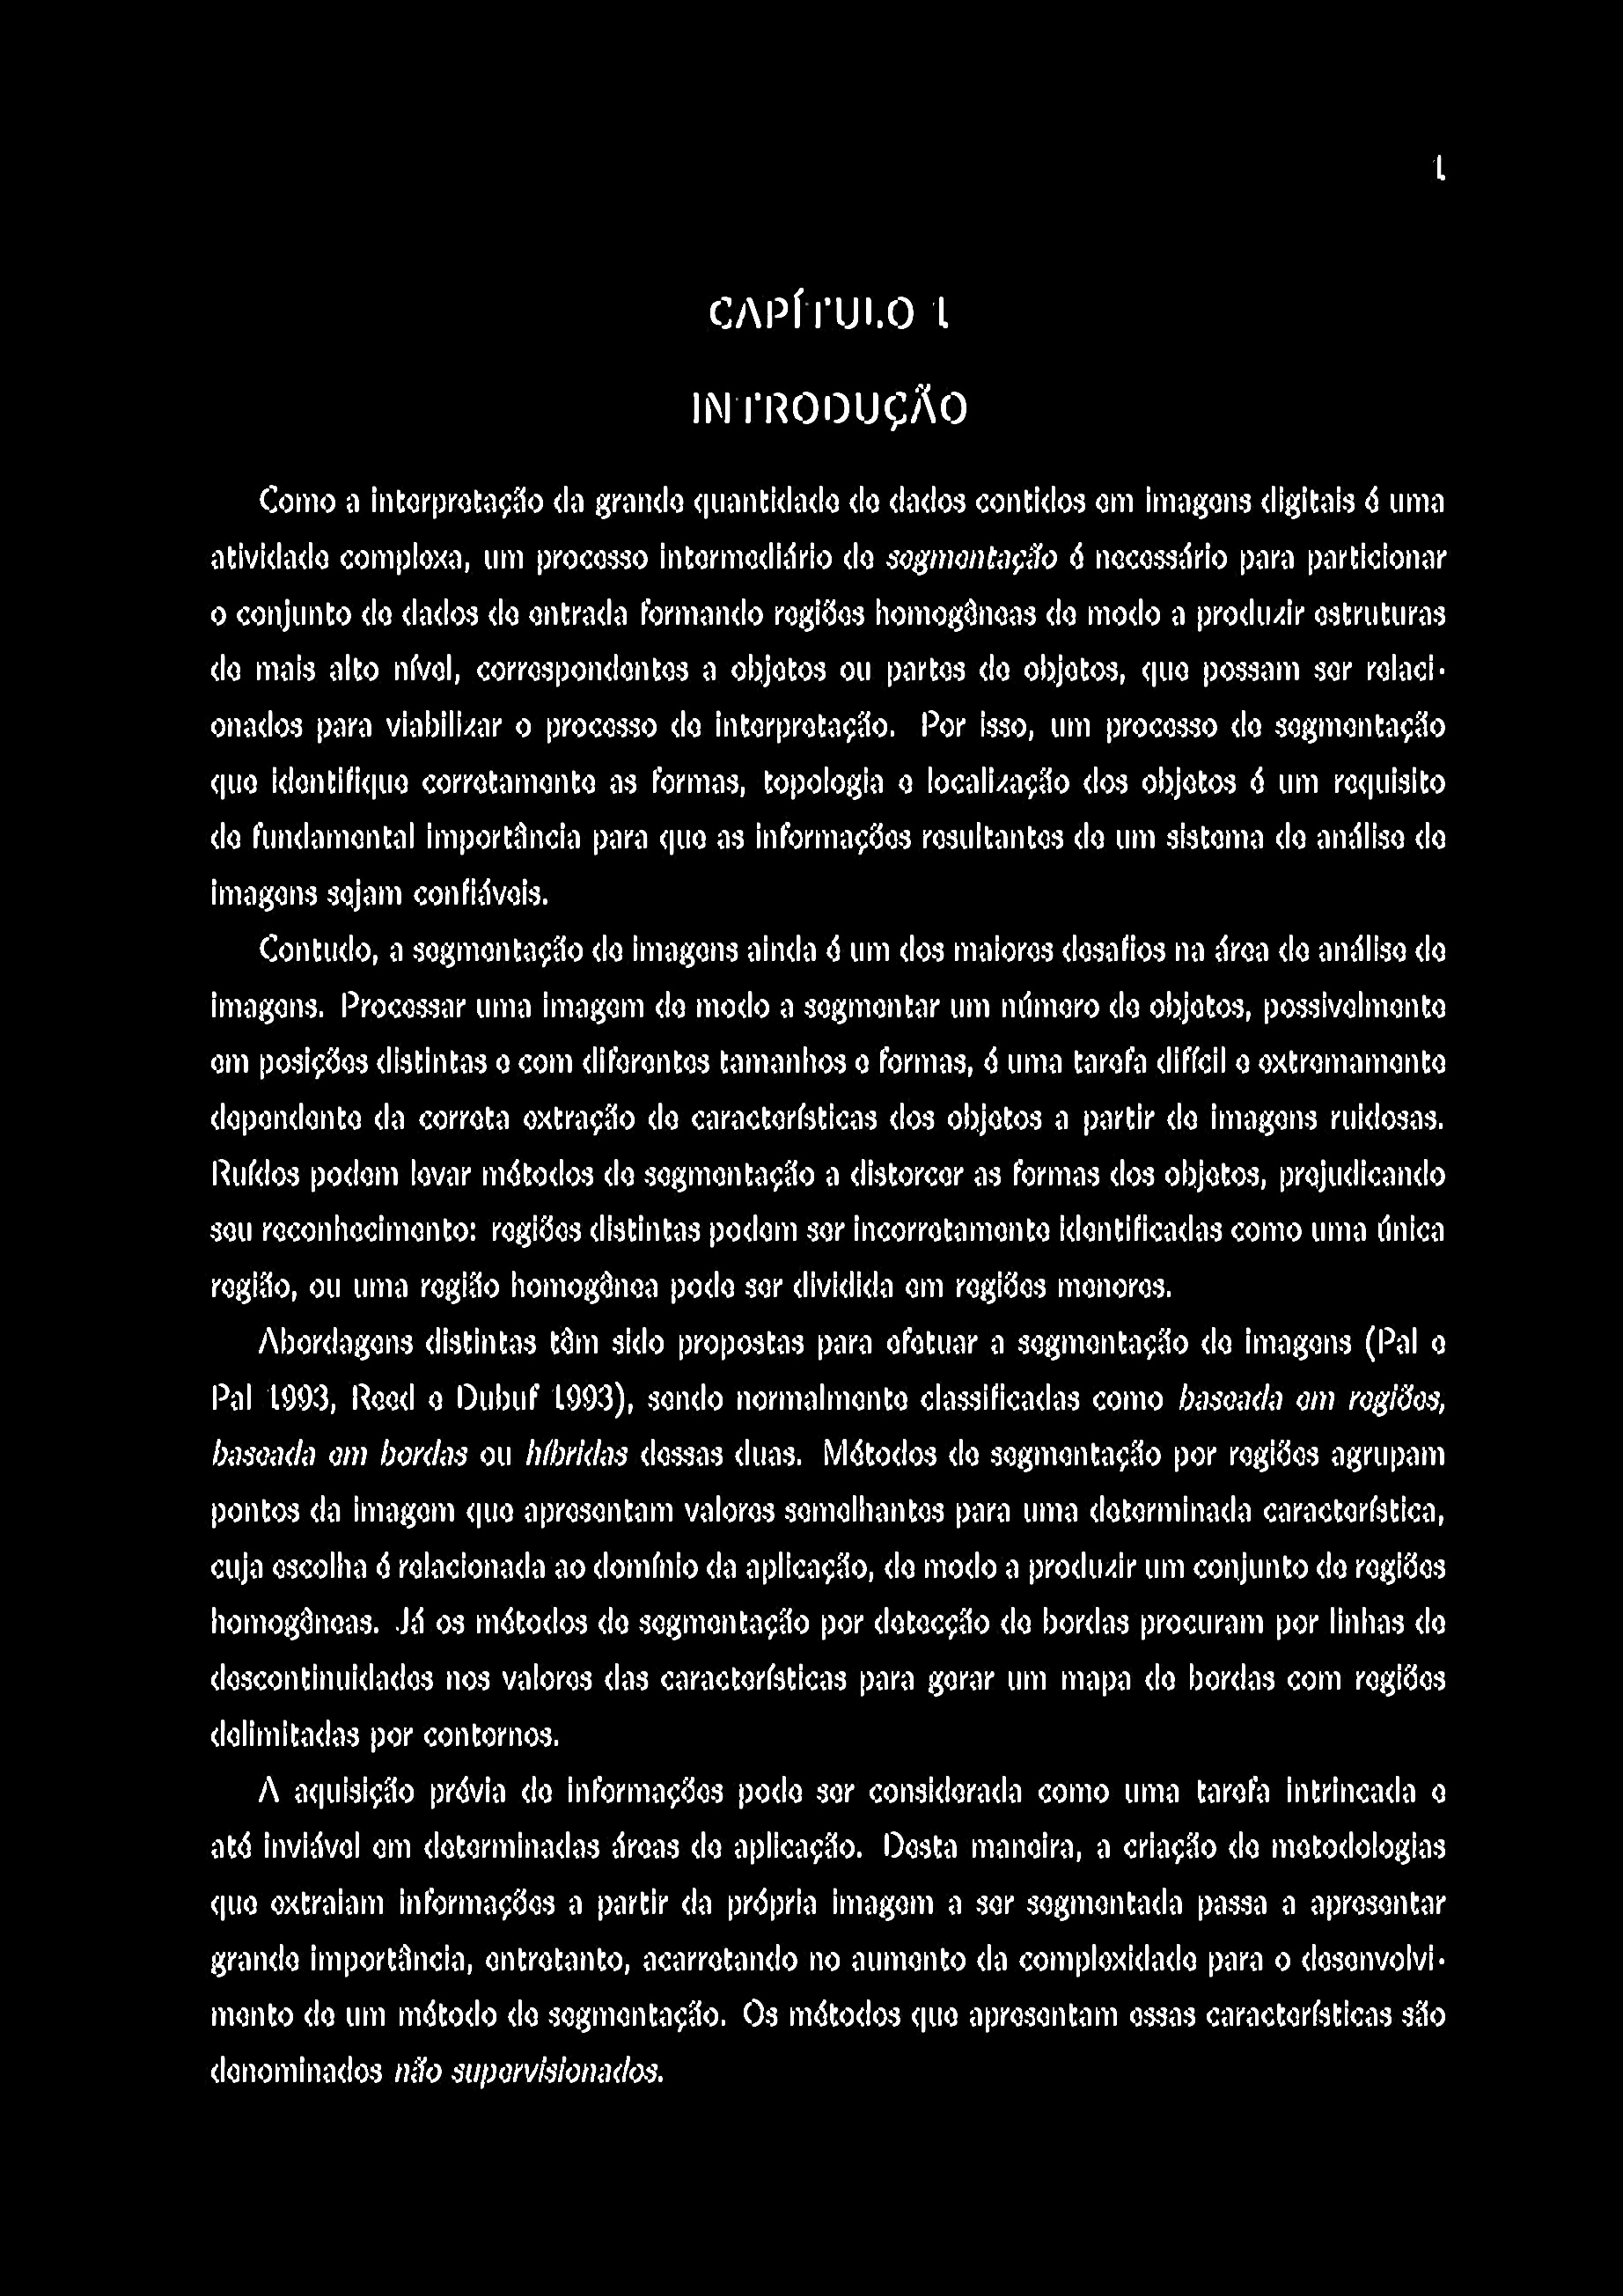 1
CAPÍTULO 1
INTRODUÇÃO
Como a interpretação da grande quantidade de dados contidos em imagens digitais é uma
atividade complexa, um processo intermediário de segmentação é necessário para particionar
o conjunto de dados de entrada formando regiões homogêneas de modo a produzir estruturas
de mais alto nível, correspondentes a objetos ou partes de objetos, que possam ser relaci-
onados para viabilizar o processo de interpretação. Por isso, um processo de segmentação
que identifique corretamente as formas, topologia e localização dos objetos é um requisito
de fundamental importância para que as informações resultantes de um sistema de análise de
imagens sejam confiáveis.
Contudo, a segmentação de imagens ainda é um dos maiores desafios na área de análise de
imagens. Processar uma imagem de modo a segmentar um número de objetos, possivelmente
em posições distintas e com diferentes tamanhos e formas, é uma tarefa difícil e extremamente
dependente da correta extração de características dos objetos a partir de imagens ruidosas.
Ruídos podem levar métodos de segmentação a distorcer as formas dos objetos, prejudicando
seu reconhecimento: regiões distintas podem ser incorretamente identificadas como uma única
região, ou uma região homogênea pode ser dividida em regiões menores.
Abordagens distintas têm sido propostas para efetuar a segmentação de imagens (Pal e
Pal 1993, Reed e Dubuf 1993), sendo normalmente classificadas como baseada em regiões,
baseada em bordas ou híbridas dessas duas. Métodos de segmentação por regiões agrupam
pontos da imagem que apresentam valores semelhantes para uma determinada característica,
cuja escolha é relacionada ao domínio da aplicação, de modo a produzir um conjunto de regiões
homogêneas. Já os métodos de segmentação por detecção de bordas procuram por linhas de
descontinuidades nos valores das características para gerar um mapa de bordas com regiões
delimitadas por contornos.
A aquisição prévia de informações pode ser considerada como uma tarefa intrincada e
até inviável em determinadas áreas de aplicação. Desta maneira, a criação de metodologias
que extraiam informações a partir da própria imagem a ser segmentada passa a apresentar
grande importância, entretanto, acarretando no aumento da complexidade para o desenvolvi-
mento de um método de segmentação. Os métodos que apresentam essas características são
denominados não supervisionados.